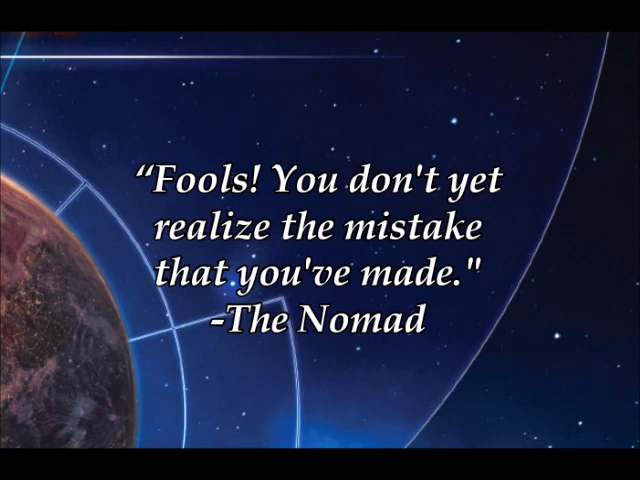 “Fools! You don't yet
realize the mistake
that you've made."
-The Nomad